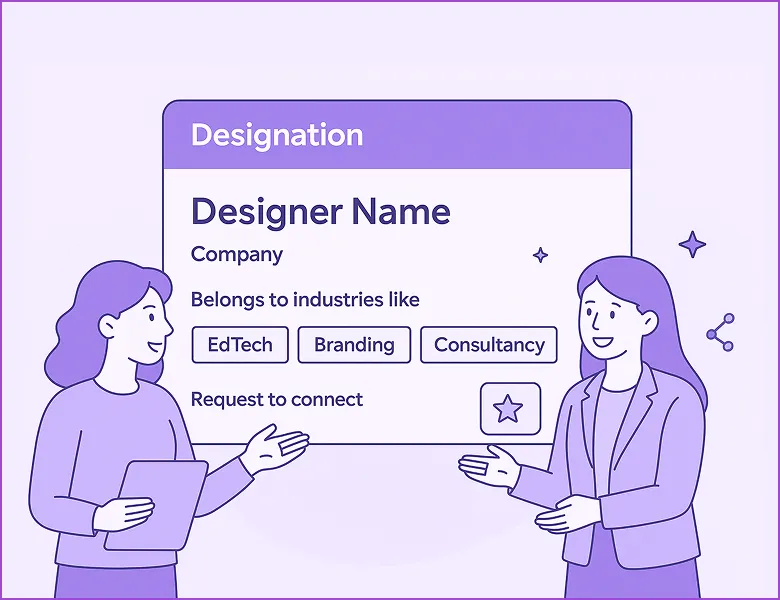 Designation
Designer Name
Company
Belongs to industries like
EdTech Branding Consultancy
Request to connect